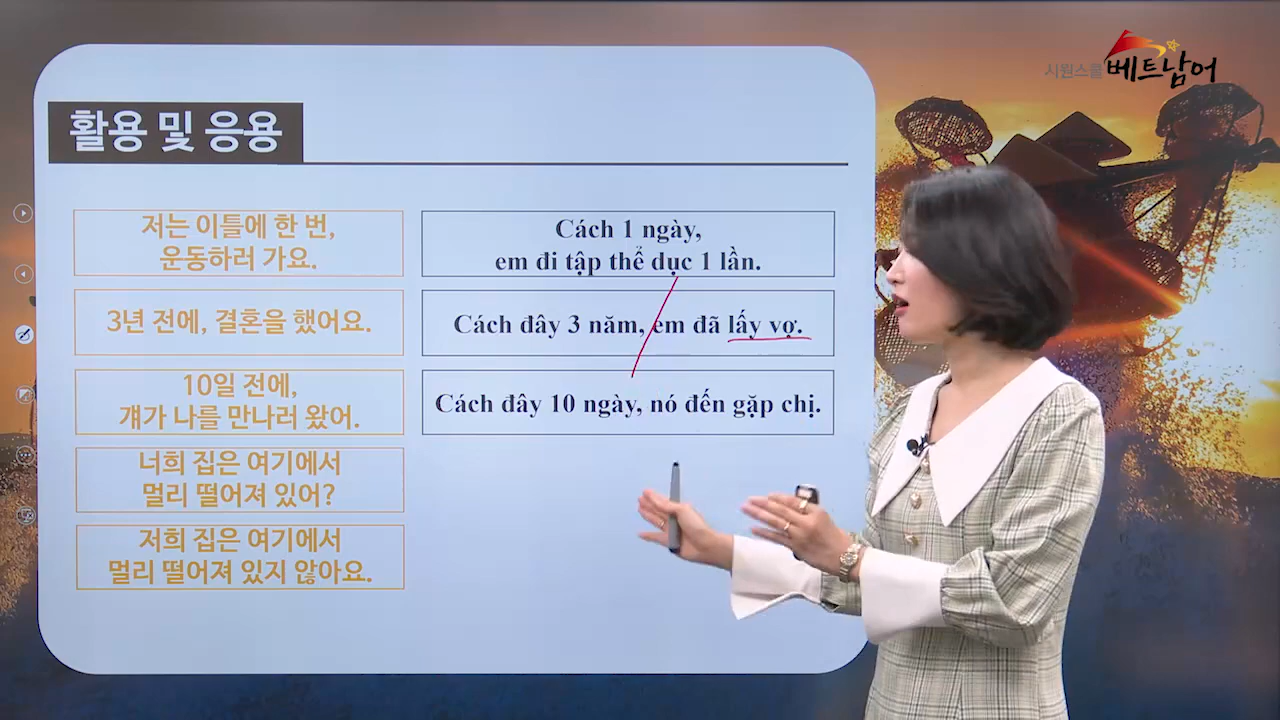 시원스쿨
베트남어
활용 및 응용
저는 이틀에 한 번,
운동하러 가요.
Cách 1 ngày,
em đi tập thể dục 1 lần.
3년 전에, 결혼을 했어요.
Cách đây 3 năm, em đã lấy vợ.
10일 전에,
걔가 나를 만나러 왔어.
Cách đây 10 ngày, nó đến gặp chị.
너희 집은 여기에서
멀리 떨어져 있어?
저희 집은 여기에서
멀리 떨어져 있지 않아요.